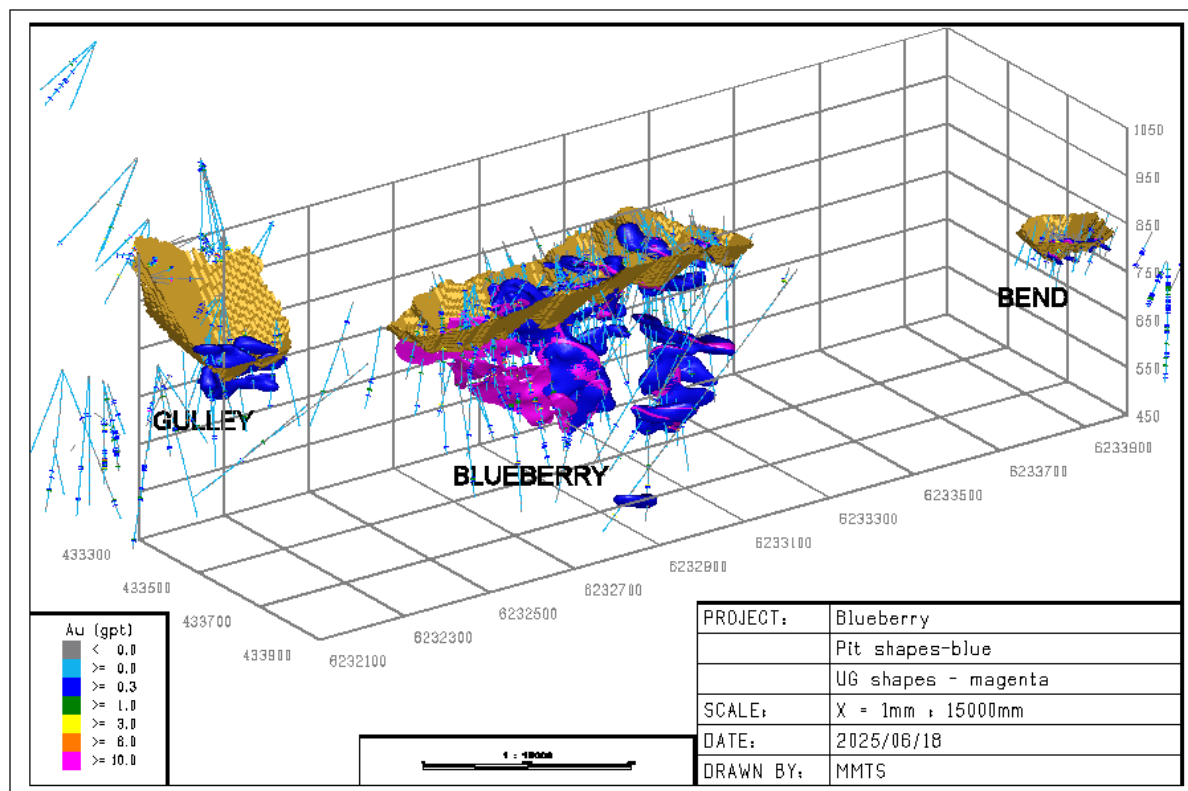 1050
950
850
750
650
550
450
GULLEY
BLUEBERRY
BEND
433300
433500
433700
433900
6232100
6232300
6232500
6232700
6232900
6233100
6233300
6233500
6233700
6233900
Au (gpt)
< 0.0
>= 0.0
>= 0.3
>= 1.0
>= 3.0
>= 6.0
>= 10.0
PROJECT: Blueberry
Pit shapes-blue
UG shapes - magenta
SCALE: X = 1mm : 15000mm
DATE: 2025/06/18
DRAWN BY: MMTS